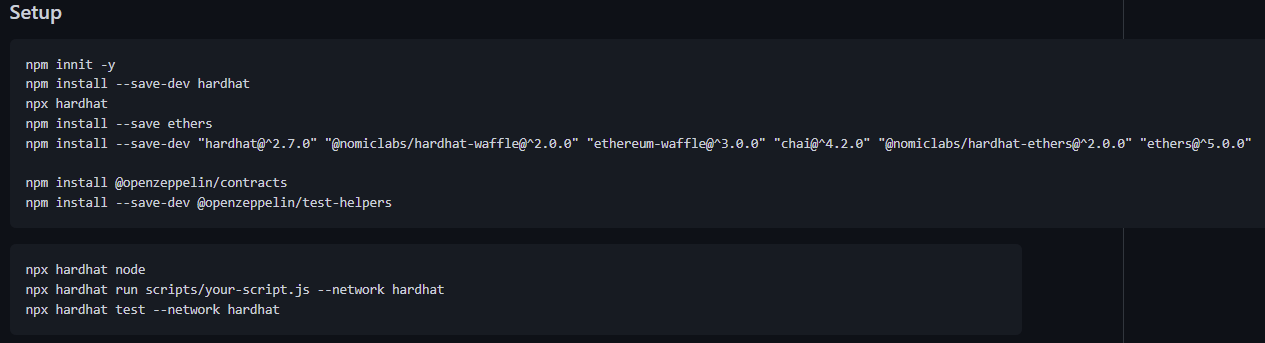 Setup
npm innit -y
npm install --save-dev hardhat
npx hardhat
npm install --save ethers
npm install --save-dev "hardhat@^2.7.0" "@nomiclabs/hardhat-waffle@^2.0.0" "ethereum-waffle@^3.0.0" "chai@^4.2.0" "@nomiclabs/hardhat-ethers@^2.0.0" "ethers@^5.0.0"
npm install @openzeppelin/contracts
npm install --save-dev @openzeppelin/test-helpers
npx hardhat node
npx hardhat run scripts/your-script.js --network hardhat
npx hardhat test --network hardhat